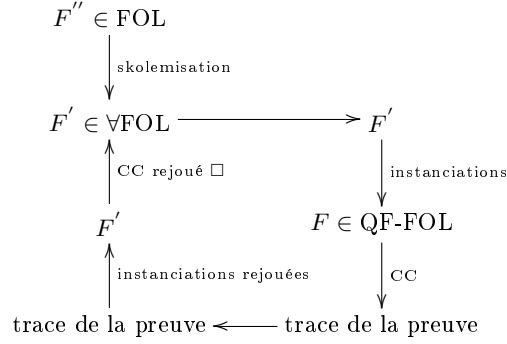 F'' ∈ FOL
skolemisation
F' ∈ ∀FOL
F'
CC rejoué □
instanciations
F'
F ∈ QF-FOL
instanciations rejouées
CC
trace de la preuve
trace de la preuve